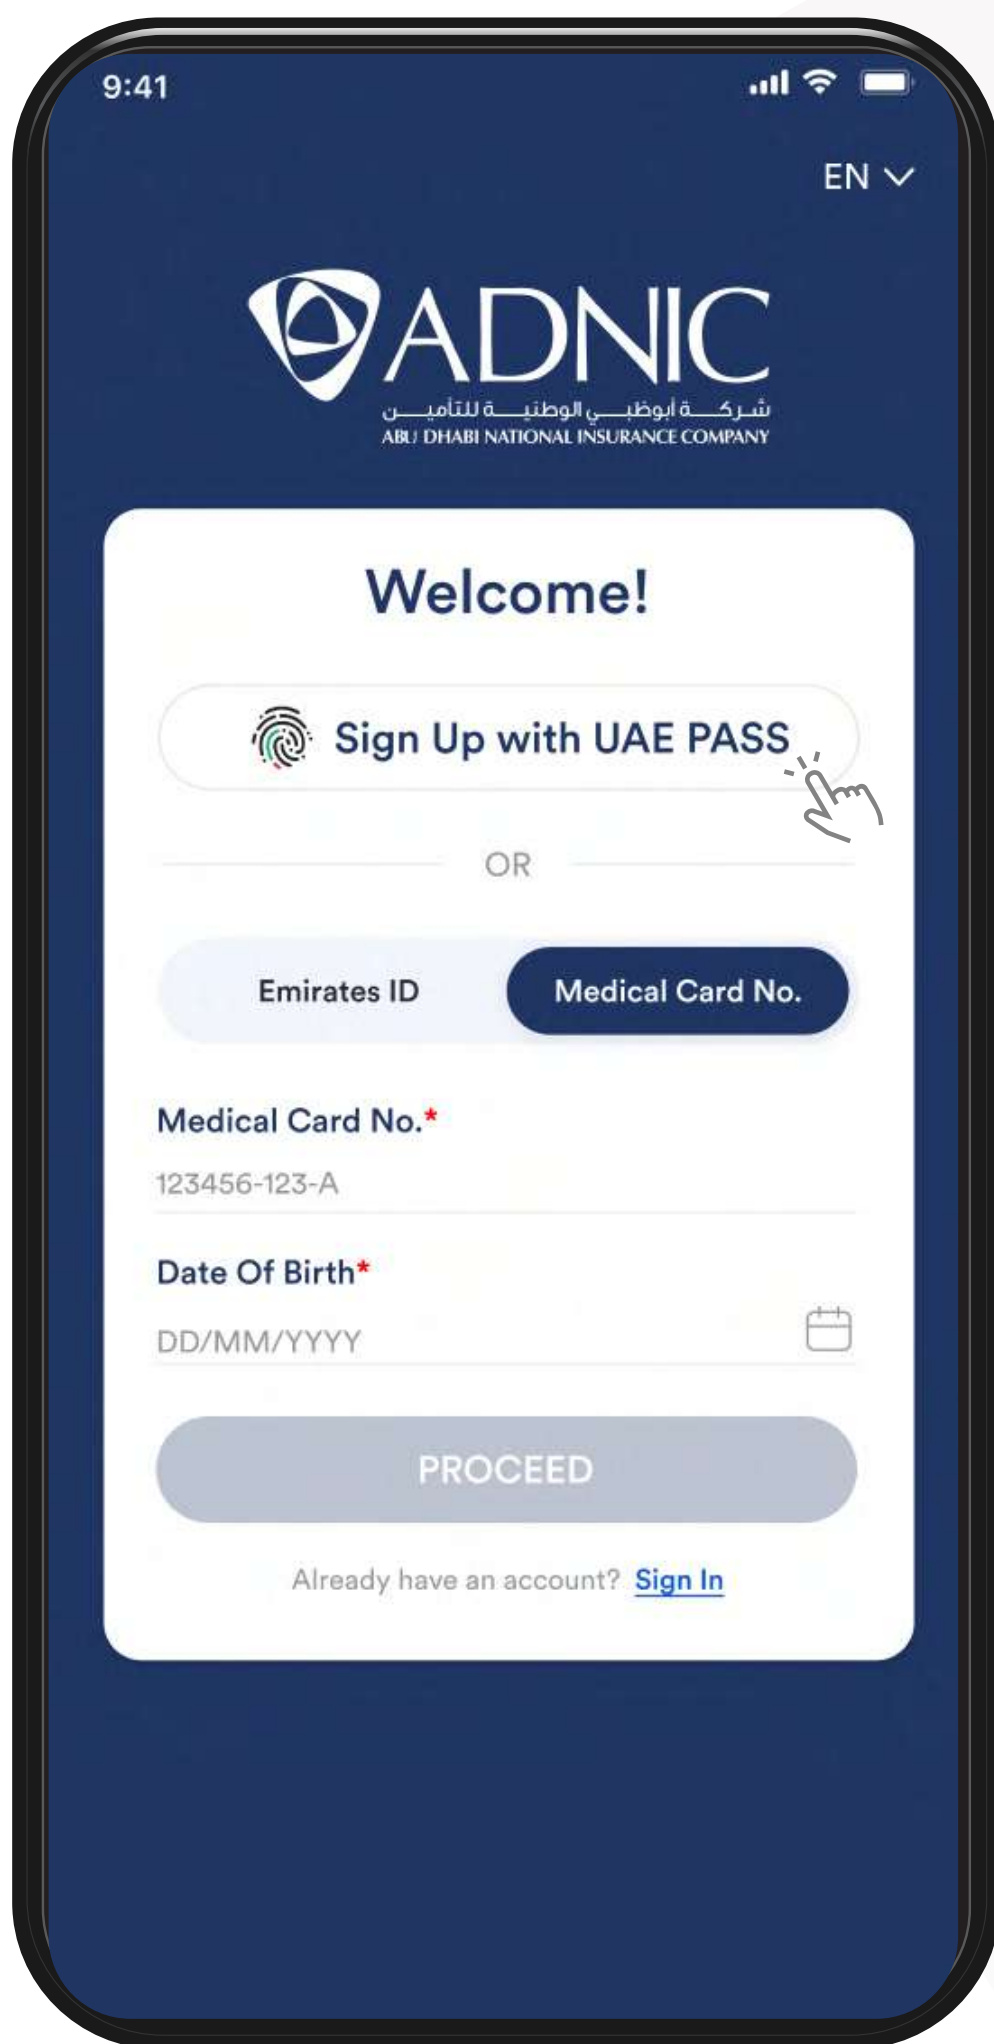 9:41
EN
ADNIC
شركة أبوظبي الوطنية للتأمين
ABU DHABI NATIONAL INSURANCE COMPANY
Welcome!
Sign Up with UAE PASS
OR
Emirates ID
Medical Card No.
Medical Card No.*
123456-123-A
Date Of Birth*
DD/MM/YYYY
PROCEED
Already have an account? Sign In